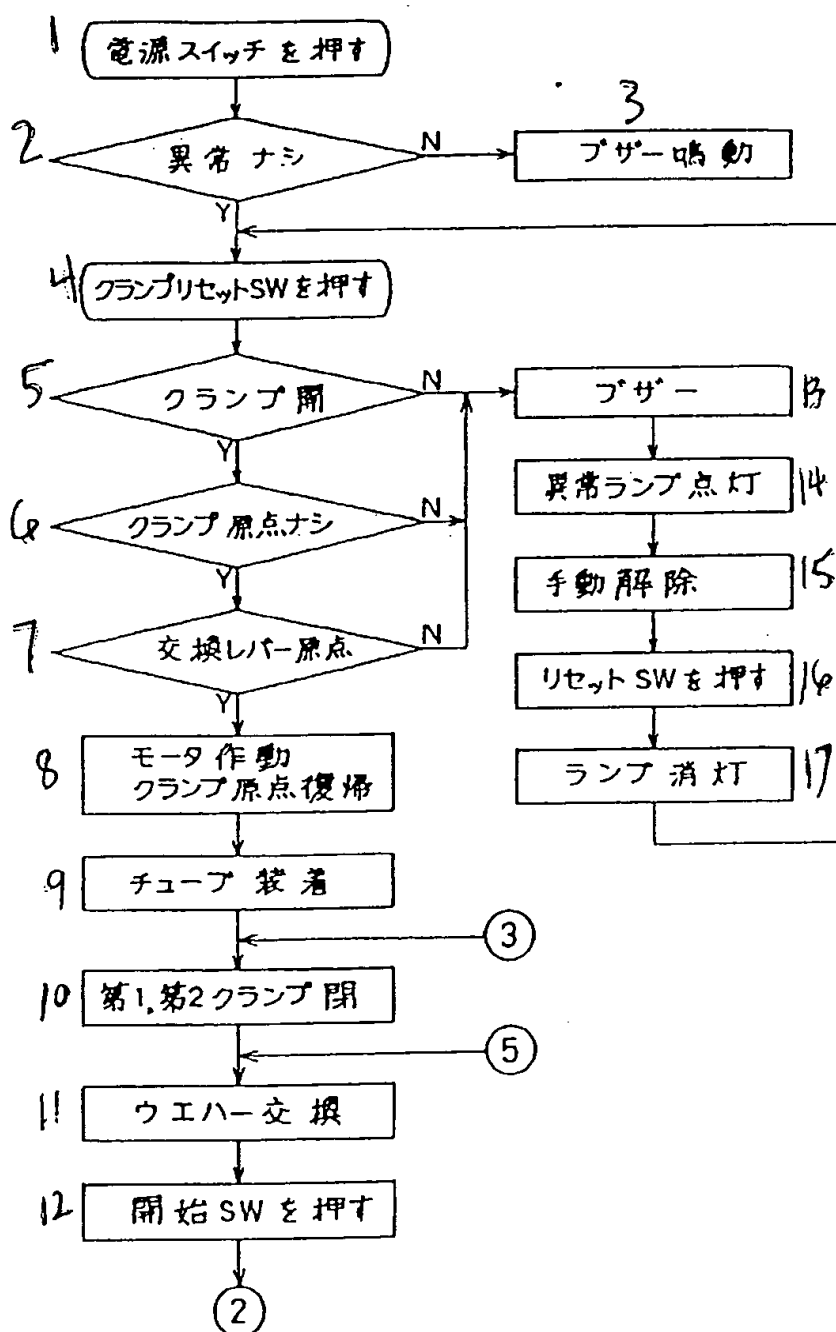 1
電源スイッチを押す
2
異常ナシ
N
Y
3
ブザー鳴動
4
クランプリセットSWを押す
5
クランプ開
N
Y
6
クランプ原点ナシ
N
Y
7
交換レバー原点
N
Y
8
モータ作動
クランプ原点復帰
9
チューブ装着
③
10
第1,第2クランプ閉
⑤
11
ウエハー交換
12
開始SWを押す
②
ブザー
13
異常ランプ点灯
14
手動解除
15
リセットSWを押す
16
ランプ消灯
17